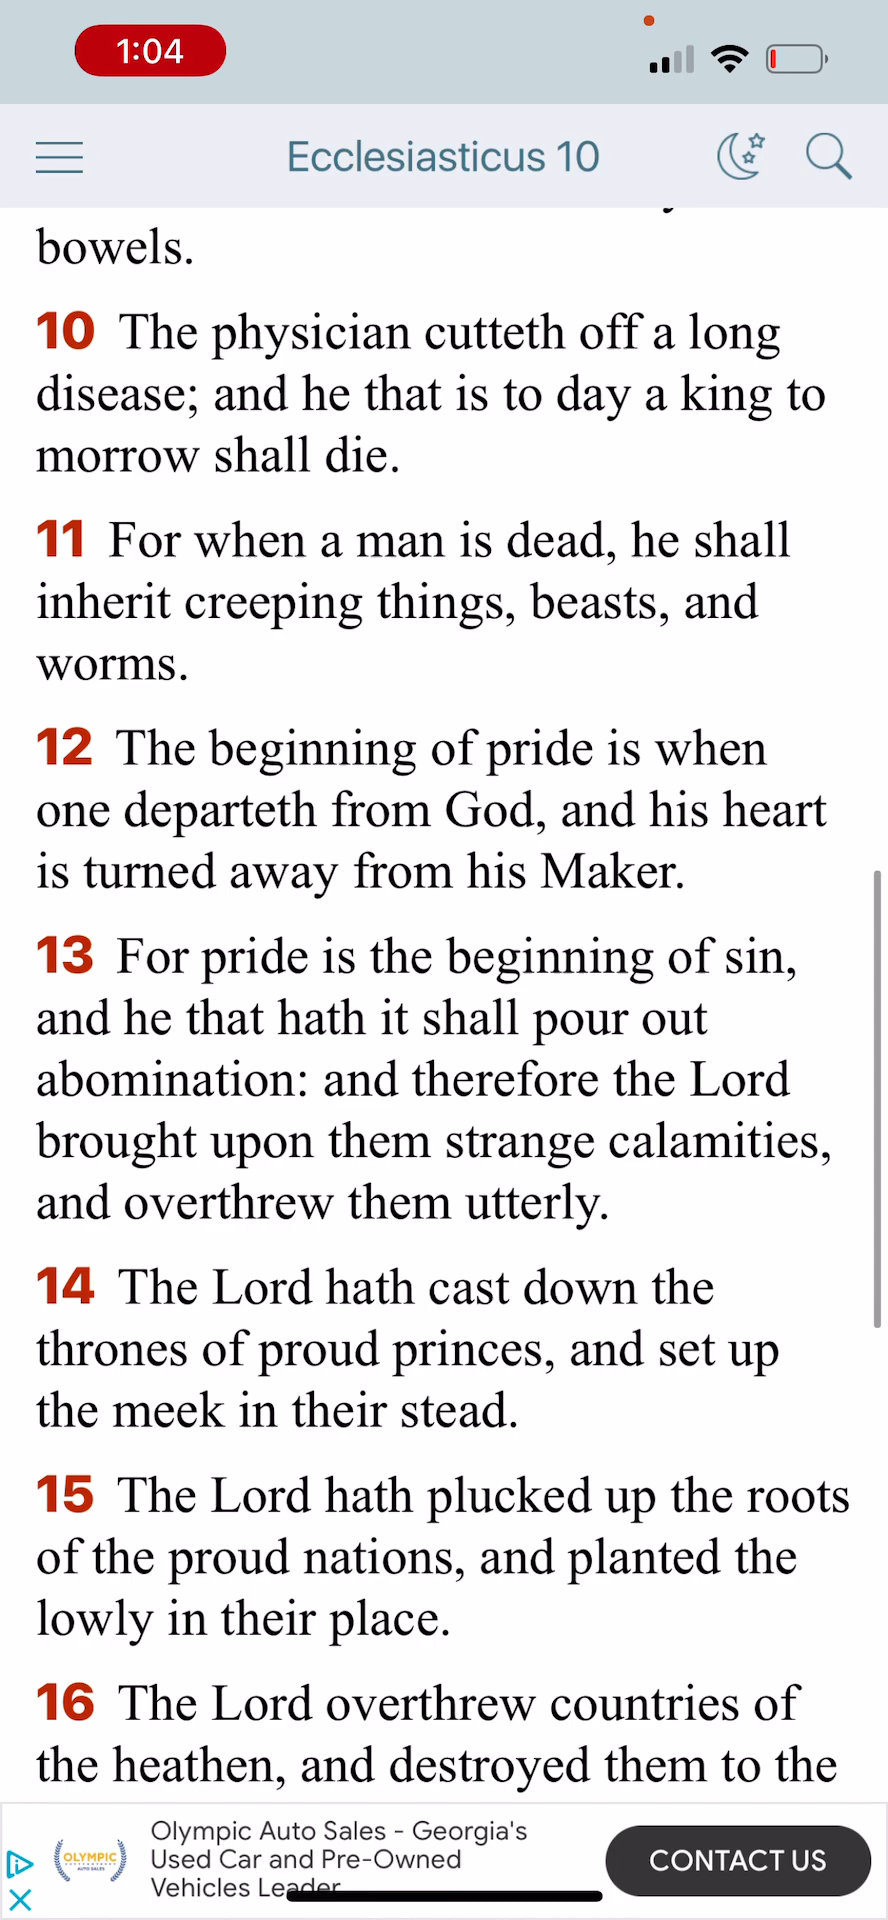 1:04
Ecclesiasticus 10
bowels.
10 The physician cutteth off a long
disease; and he that is to day a king to
morrow shall die.
11 For when a man is dead, he shall
inherit creeping things, beasts, and
worms.
12 The beginning of pride is when
one departeth from God, and his heart
is turned away from his Maker.
13 For pride is the beginning of sin,
and he that hath it shall pour out
abomination: and therefore the Lord
brought upon them strange calamities,
and overthrew them utterly.
14 The Lord hath cast down the
thrones of proud princes, and set up
the meek in their stead.
15 The Lord hath plucked up the roots
of the proud nations, and planted the
lowly in their place.
16 The Lord overthrew countries of
the heathen, and destroyed them to the
OLYMPIC
AUTO SALES
Olympic Auto Sales - Georgia's
Used Car and Pre-Owned
Vehicles Leader
CONTACT US